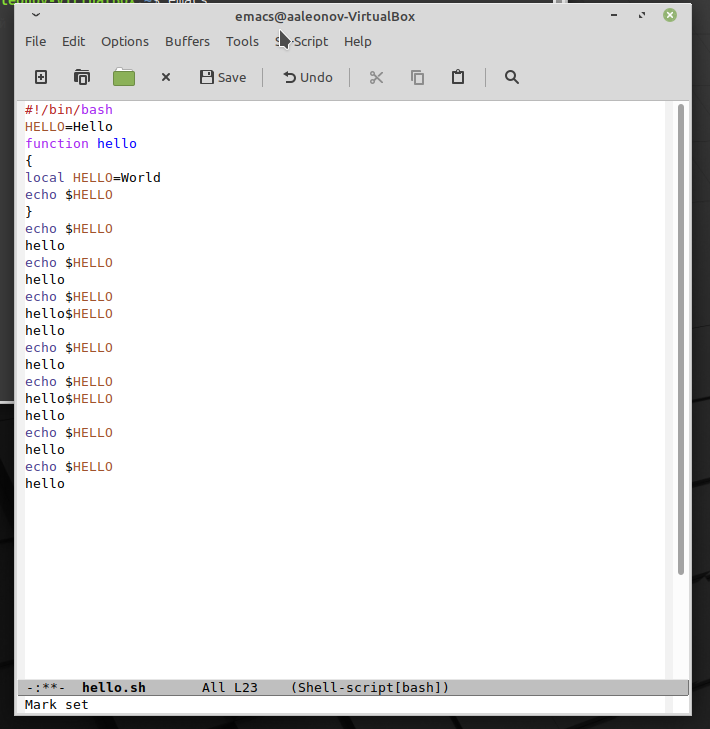 emacs@aaleonov-VirtualBox
File Edit Options Buffers Tools Script Help
Save Undo
#!/bin/bash
HELLO=Hello
function hello
{
local HELLO=World
echo $HELLO
}
echo $HELLO
hello
echo $HELLO
hello
echo $HELLO
hello$HELLO
hello
echo $HELLO
hello
echo $HELLO
hello$HELLO
hello
echo $HELLO
hello
echo $HELLO
hello
-:**- hello.sh All L23 (Shell-script[bash])
Mark set